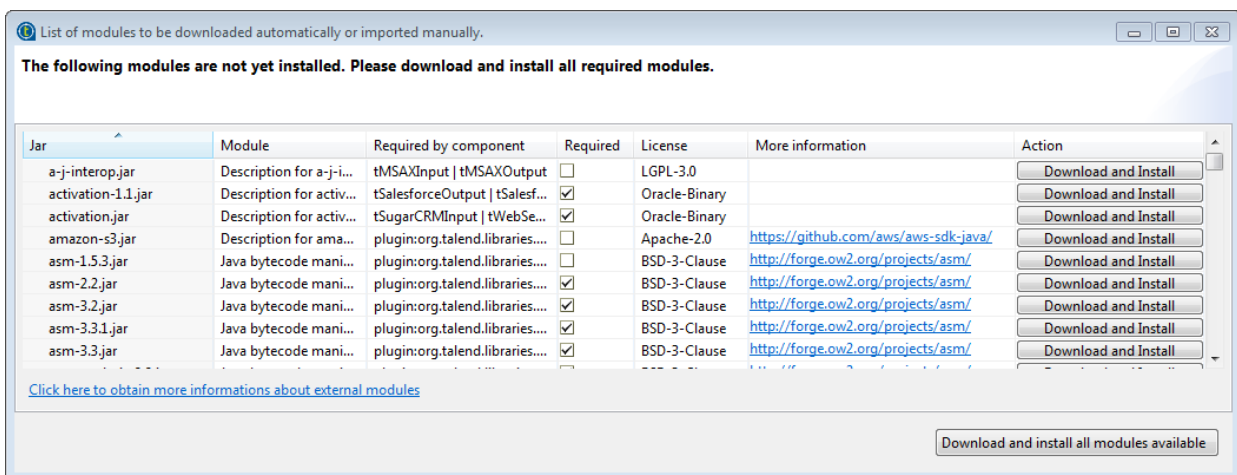 List of modules to be downloaded automatically or imported manually.
The following modules are not yet installed. Please download and install all required modules.
Jar Module Required by component Required License More information Action
a-j-interop.jar Description for a-j-i... tMSAXInput | tMSAXOutput LGPL-3.0 Download and Install
activation-1.1.jar Description for activ... tSalesforceOutput | tSalesf... Oracle-Binary Download and Install
activation.jar Description for activ... tSugarCRMInput | tWebSe... Oracle-Binary Download and Install
amazon-s3.jar Description for ama... plugin:org.talend.libraries.... Apache-2.0 https://github.com/aws/aws-sdk-java/ Download and Install
asm-1.5.3.jar Java bytecode mani... plugin:org.talend.libraries.... BSD-3-Clause http://forge.ow2.org/projects/asm/ Download and Install
asm-2.2.jar Java bytecode mani... plugin:org.talend.libraries.... BSD-3-Clause http://forge.ow2.org/projects/asm/ Download and Install
asm-3.2.jar Java bytecode mani... plugin:org.talend.libraries.... BSD-3-Clause http://forge.ow2.org/projects/asm/ Download and Install
asm-3.3.1.jar Java bytecode mani... plugin:org.talend.libraries.... BSD-3-Clause http://forge.ow2.org/projects/asm/ Download and Install
asm-3.3.jar Java bytecode mani... plugin:org.talend.libraries.... BSD-3-Clause http://forge.ow2.org/projects/asm/ Download and Install
Click here to obtain more informations about external modules
Download and install all modules available